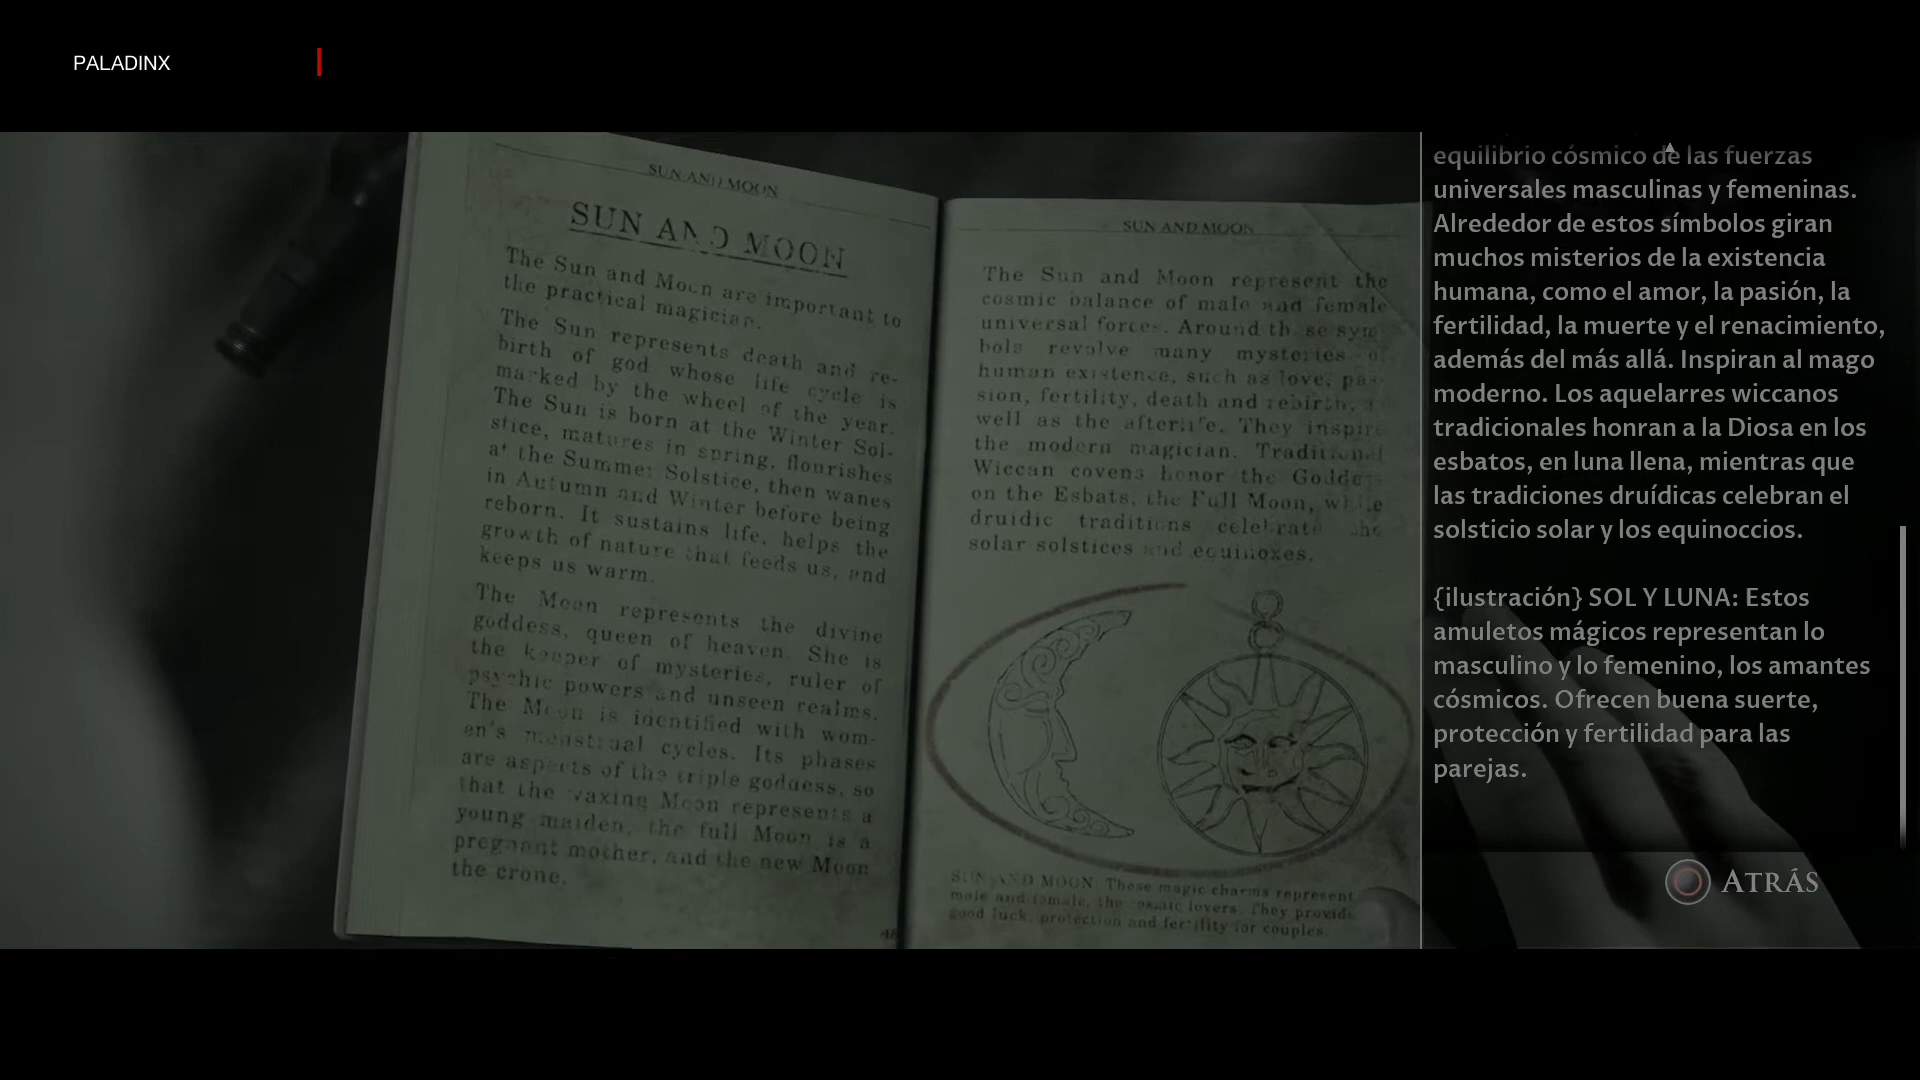 PALADINX
SUN AND MOON
SUN AND MOON
The Sun and Moon are important to
the practical magician.
The Sun represents death and re-
birth of god whose life cycle is
marked by the wheel of the year.
The Sun is born at the Winter Sol-
stice, matures in spring, flourishes
at the Summer Solstice, then wanes
in Autumn and Winter before being
reborn. It sustains life, helps the
growth of nature that feeds us, and
keeps us warm.
The Moon represents the divine
goddess, queen of heaven. She is
the keeper of mysteries, ruler of
psychic powers and unseen realms.
The Moon is identified with wom-
en's menstrual cycles. Its phases
are aspects of the triple goddess, so
that the waxing Moon represents a
young maiden, the full Moon is a
pregnant mother, and the new Moon
the crone.
48
SUN AND MOON
The Sun and Moon represent the
cosmic balance of male and female
universal forces. Around these sym-
bols revolve many mysteries of
human existence, such as love, pas-
sion, fertility, death and rebirth, as
well as the afterlife. They inspire
the modern magician. Traditional
Wiccan covens honor the Goddess
on the Esbats, the Full Moon, while
druidic traditions celebrate the
solar solstices and equinoxes.
SUN AND MOON: These magic charms represent
male and female, the cosmic lovers. They provide
good luck, protection and fertility for couples.
equilibrio cósmico de las fuerzas
universales masculinas y femeninas.
Alrededor de estos símbolos giran
muchos misterios de la existencia
humana, como el amor, la pasión, la
fertilidad, la muerte y el renacimiento,
además del más allá. Inspiran al mago
moderno. Los aquelarres wiccanos
tradicionales honran a la Diosa en los
esbatos, en luna llena, mientras que
las tradiciones druídicas celebran el
solsticio solar y los equinoccios.
{ilustración} SOL Y LUNA: Estos
amuletos mágicos representan lo
masculino y lo femenino, los amantes
cósmicos. Ofrecen buena suerte,
protección y fertilidad para las
parejas.
ATRÁS